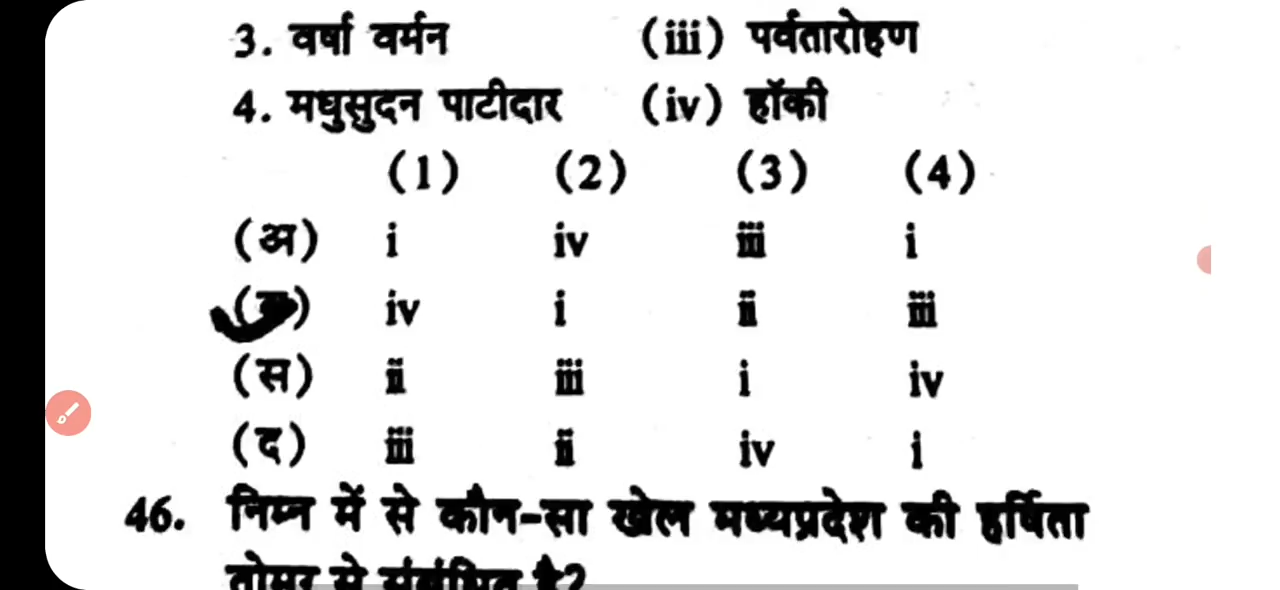 3. वर्षा वर्मन (iii) पर्वतारोहण
4. मधुसुदन पाटीदार (iv) हॉकी
(1) (2) (3) (4)
(अ) i iv iii i
( ) iv i ii iii
(स) ii iii i iv
(द) iii ii iv i
46. निम्न में से कौन-सा खेल मध्यप्रदेश की हर्षिता
तोमर से संबंधित है?